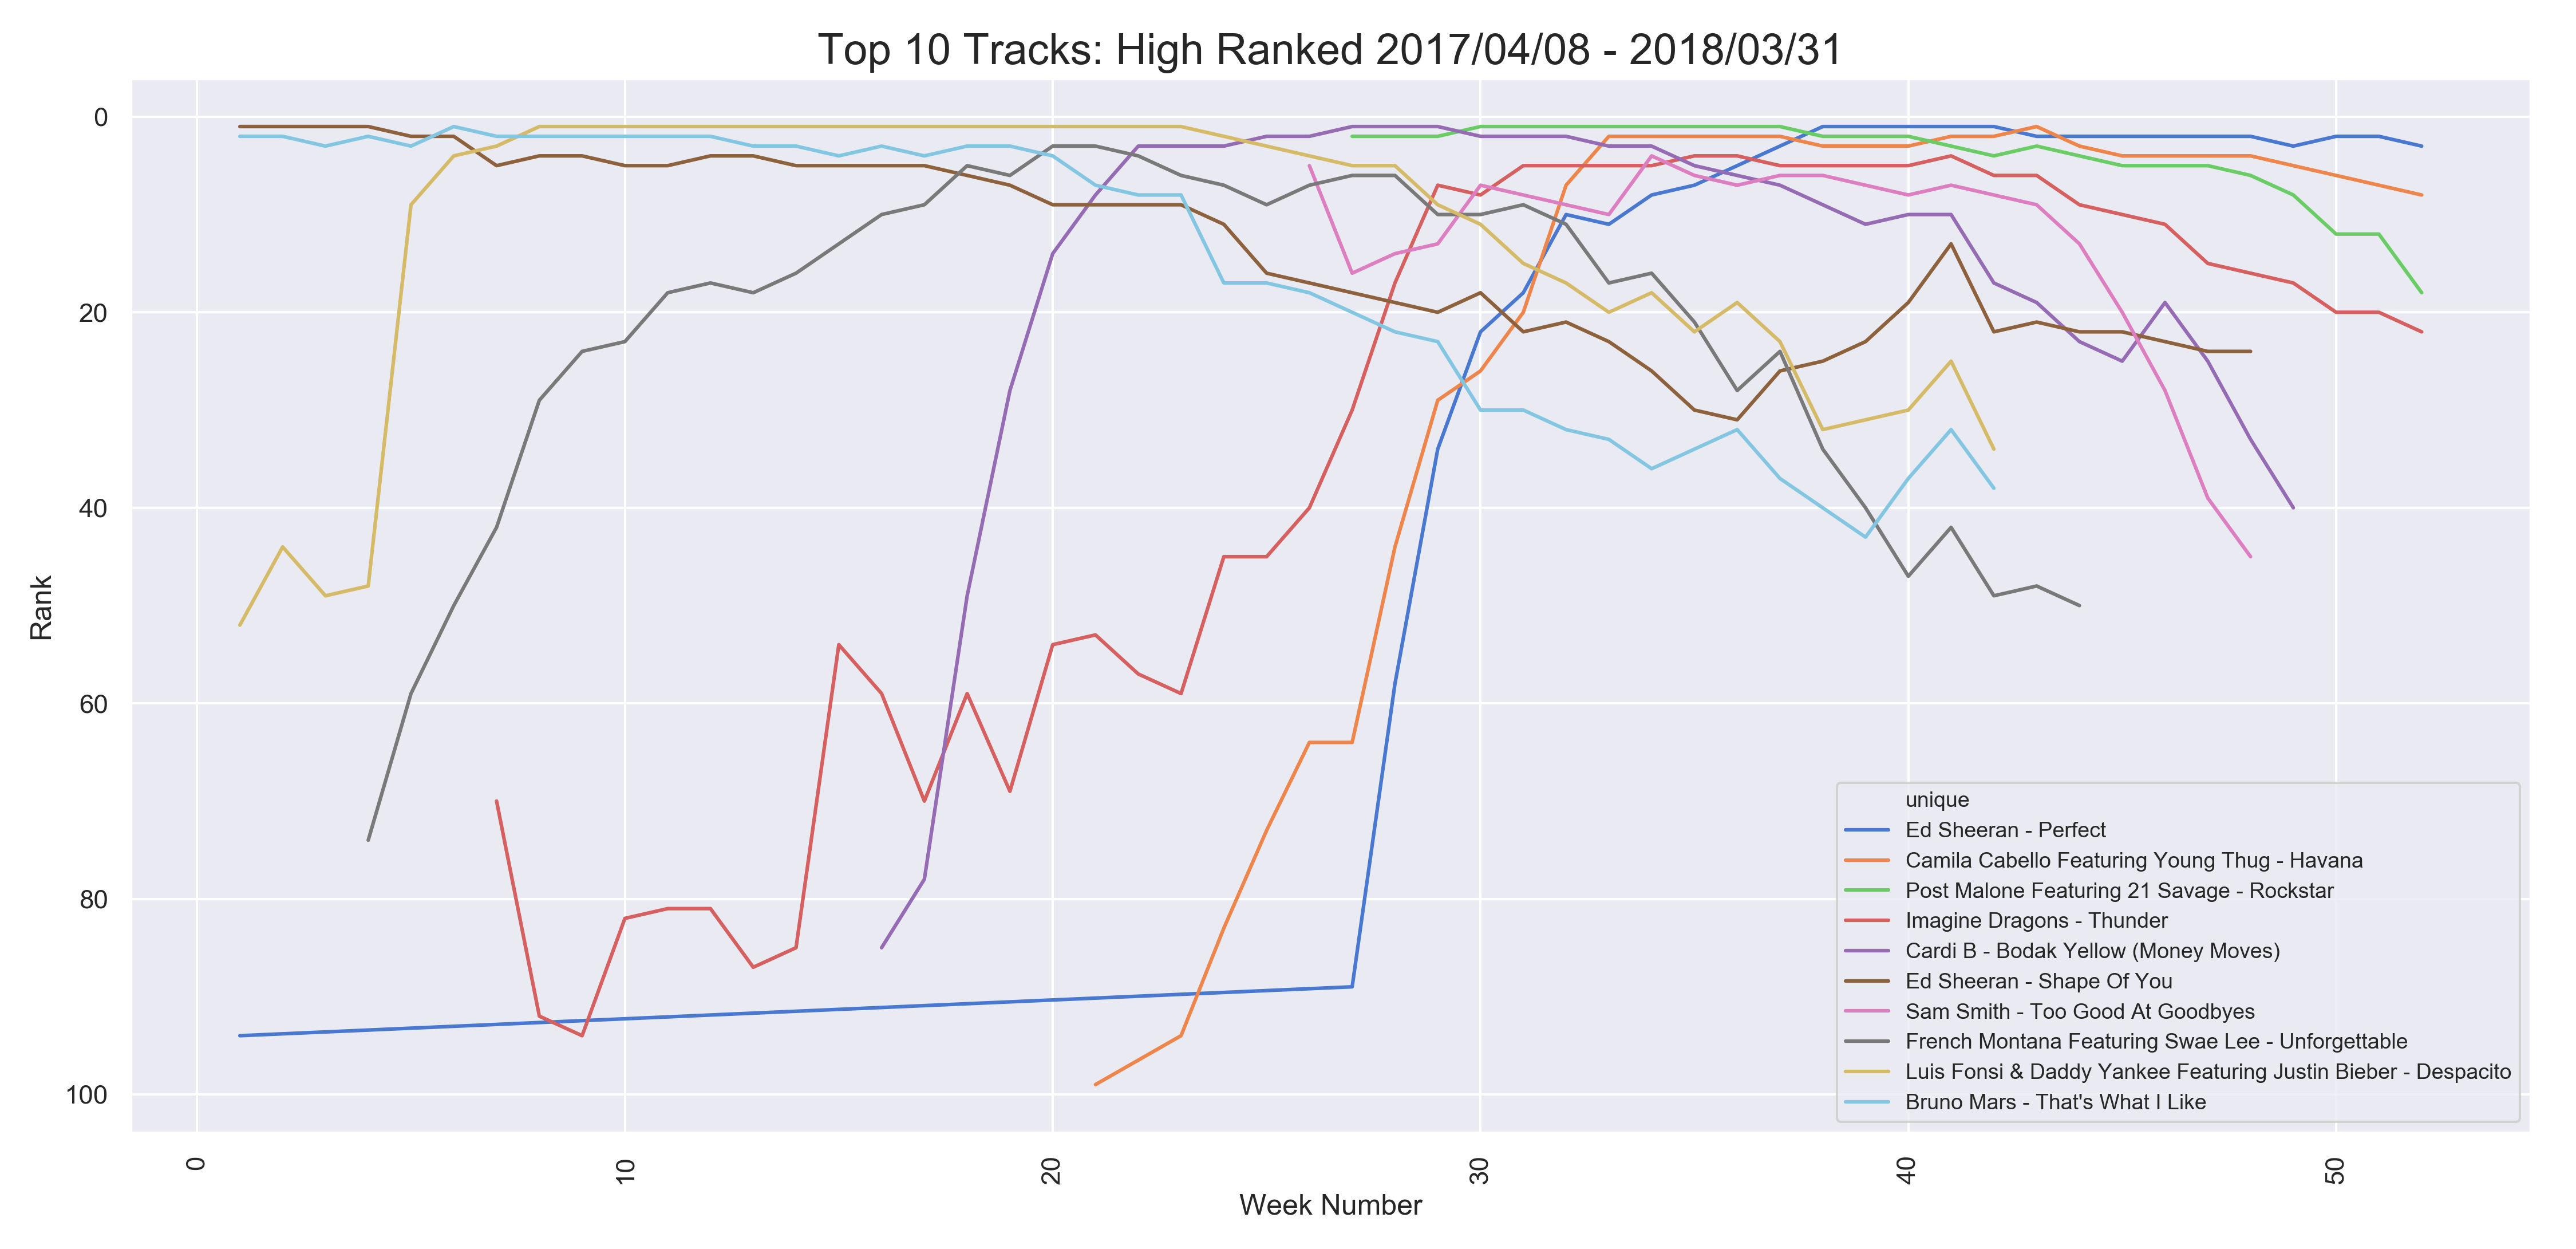 Top 10 Tracks: High Ranked 2017/04/08 - 2018/03/31
Rank
0
20
40
60
80
100
unique
Ed Sheeran - Perfect
Camila Cabello Featuring Young Thug - Havana
Post Malone Featuring 21 Savage - Rockstar
Imagine Dragons - Thunder
Cardi B - Bodak Yellow (Money Moves)
Ed Sheeran - Shape Of You
Sam Smith - Too Good At Goodbyes
French Montana Featuring Swae Lee - Unforgettable
Luis Fonsi & Daddy Yankee Featuring Justin Bieber - Despacito
Bruno Mars - That's What I Like
0 10 20 30 40 50
Week Number